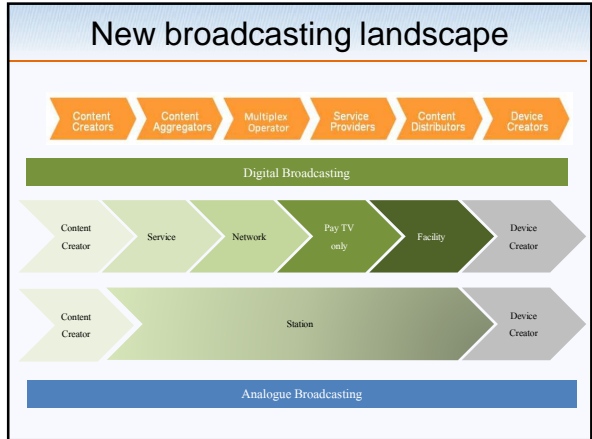 New broadcasting landscape
Content
Creators
Content
Aggregators
Multiplex
Operator
Service
Providers
Content
Distributors
Device
Creators
Digital Broadcasting
Content
Creator
Service
Network
Pay TV
only
Facility
Device
Creator
Content
Creator
Station
Device
Creator
Analogue Broadcasting